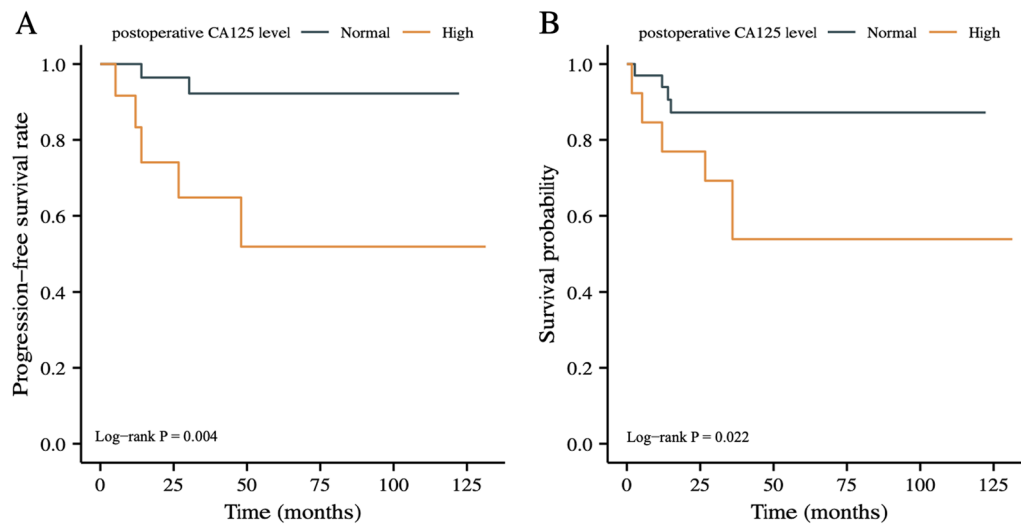 A
postoperative CA125 level Normal High
Progression-free survival rate
1.0
0.8
0.6
0.4
0.2
0.0
Log-rank P = 0.004
0 25 50 75 100 125
Time (months)
B
postoperative CA125 level Normal High
Survival probability
1.0
0.8
0.6
0.4
0.2
0.0
Log-rank P = 0.022
0 25 50 75 100 125
Time (months)